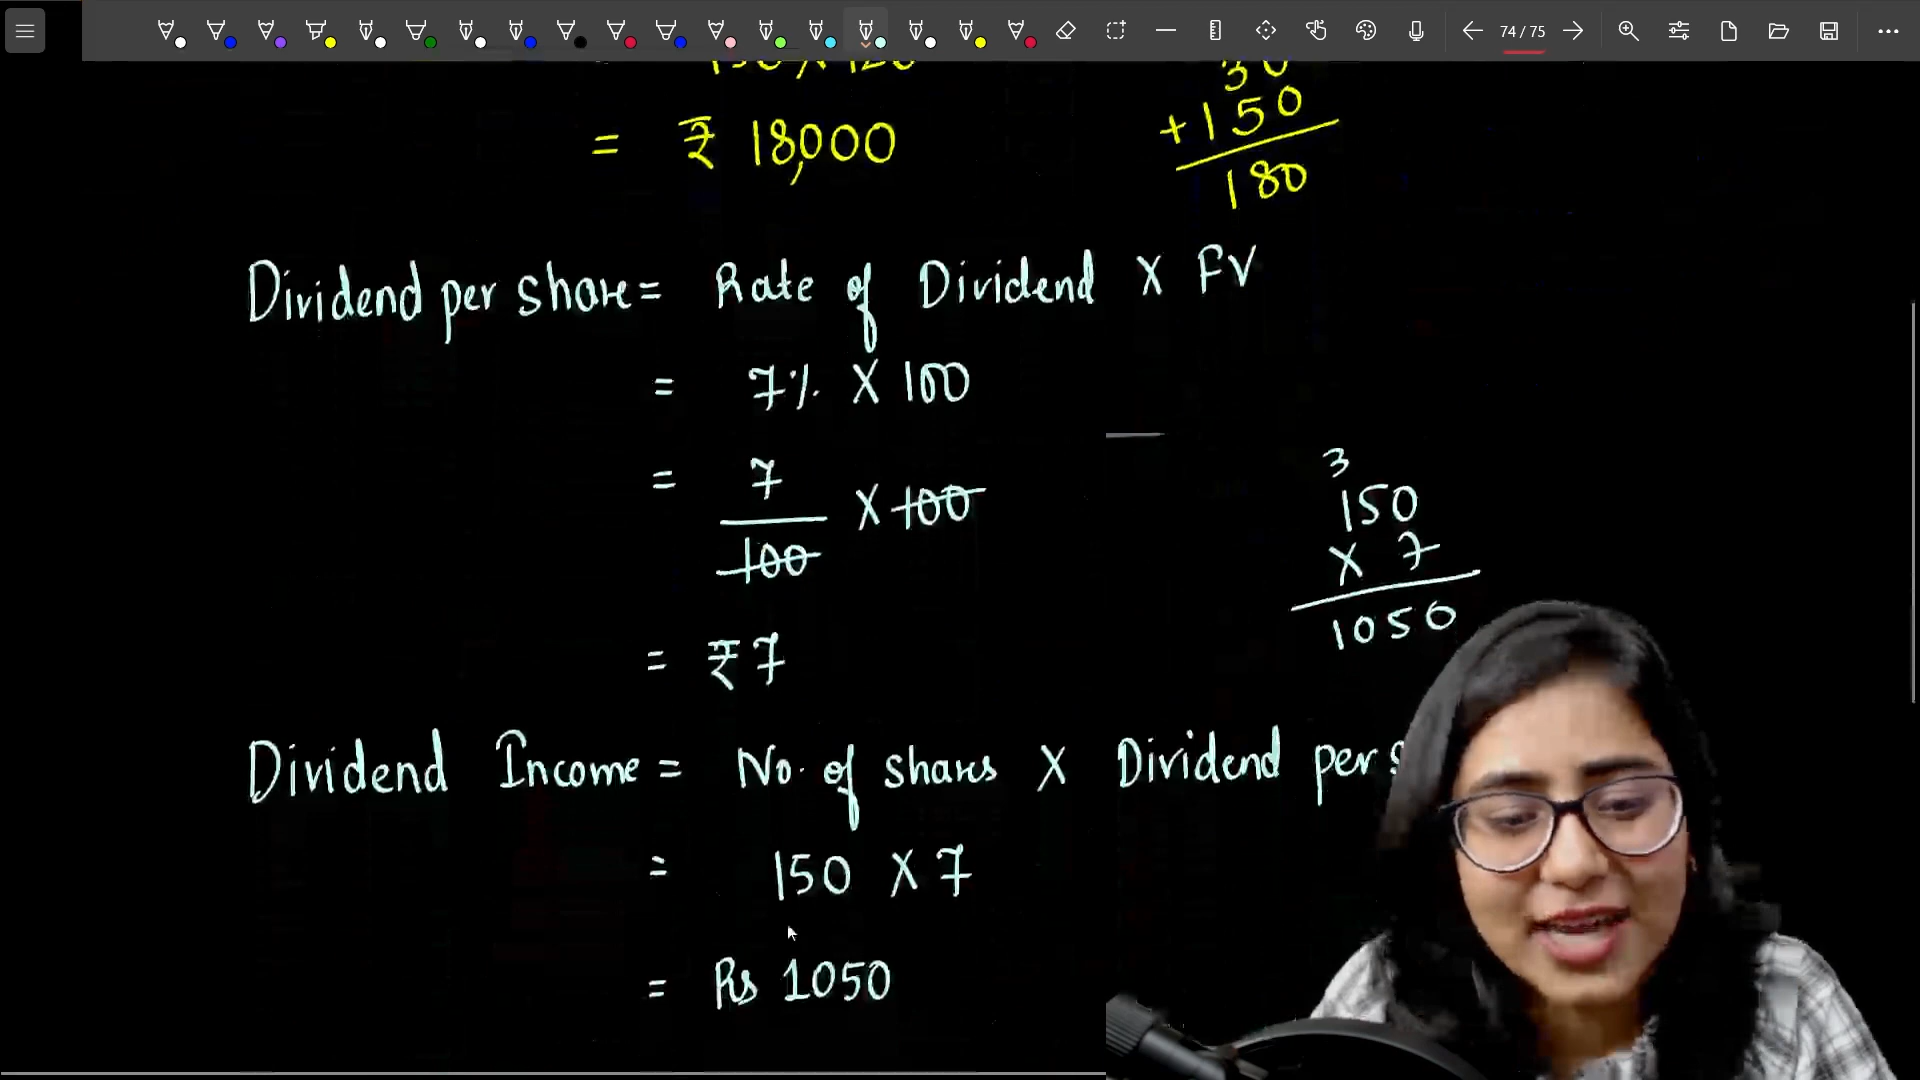 74 / 75
= ₹ 18,000
30
+150
180
Dividend per share = Rate of Dividend X FV
= 7% X 100
= 7/100 X 100
= ₹7
3
150
X 7
1050
Dividend Income = No. of shares X Dividend per
= 150 X 7
= Rs 1050